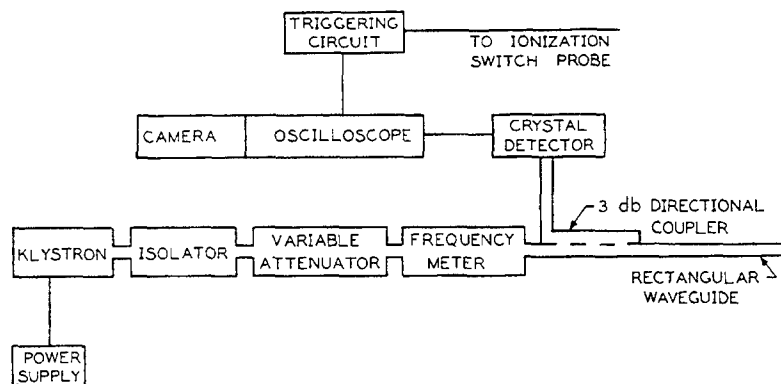 TRIGGERING
CIRCUIT
TO IONIZATION
SWITCH PROBE
CAMERA
OSCILLOSCOPE
CRYSTAL
DETECTOR
3 db DIRECTIONAL
COUPLER
KLYSTRON
ISOLATOR
VARIABLE
ATTENUATOR
FREQUENCY
METER
RECTANGULAR
WAVEGUIDE
POWER
SUPPLY